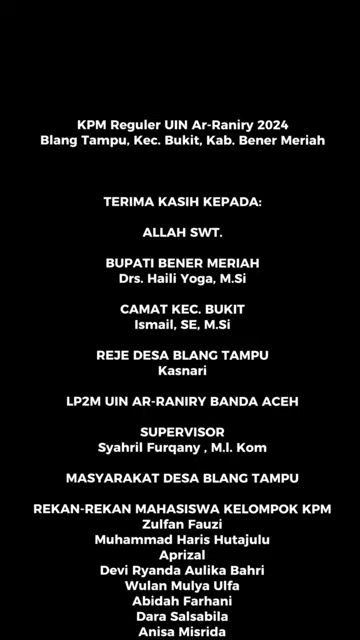 KPM Reguler UIN Ar-Raniry 2024
Blang Tampu, Kec. Bukit, Kab. Bener Meriah
TERIMA KASIH KEPADA:
ALLAH SWT.
BUPATI BENER MERIAH
Drs. Haili Yoga, M.Si
CAMAT KEC. BUKIT
Ismail, SE, M.Si
REJE DESA BLANG TAMPU
Kasnari
LP2M UIN AR-RANIRY BANDA ACEH
SUPERVISOR
Syahril Furqany , M.I. Kom
MASYARAKAT DESA BLANG TAMPU
REKAN-REKAN MAHASISWA KELOMPOK KPM
Zulfan Fauzi
Muhammad Haris Hutajulu
Aprizal
Devi Ryanda Aulika Bahri
Wulan Mulya Ulfa
Abidah Farhani
Dara Salsabila
Anisa Misrida